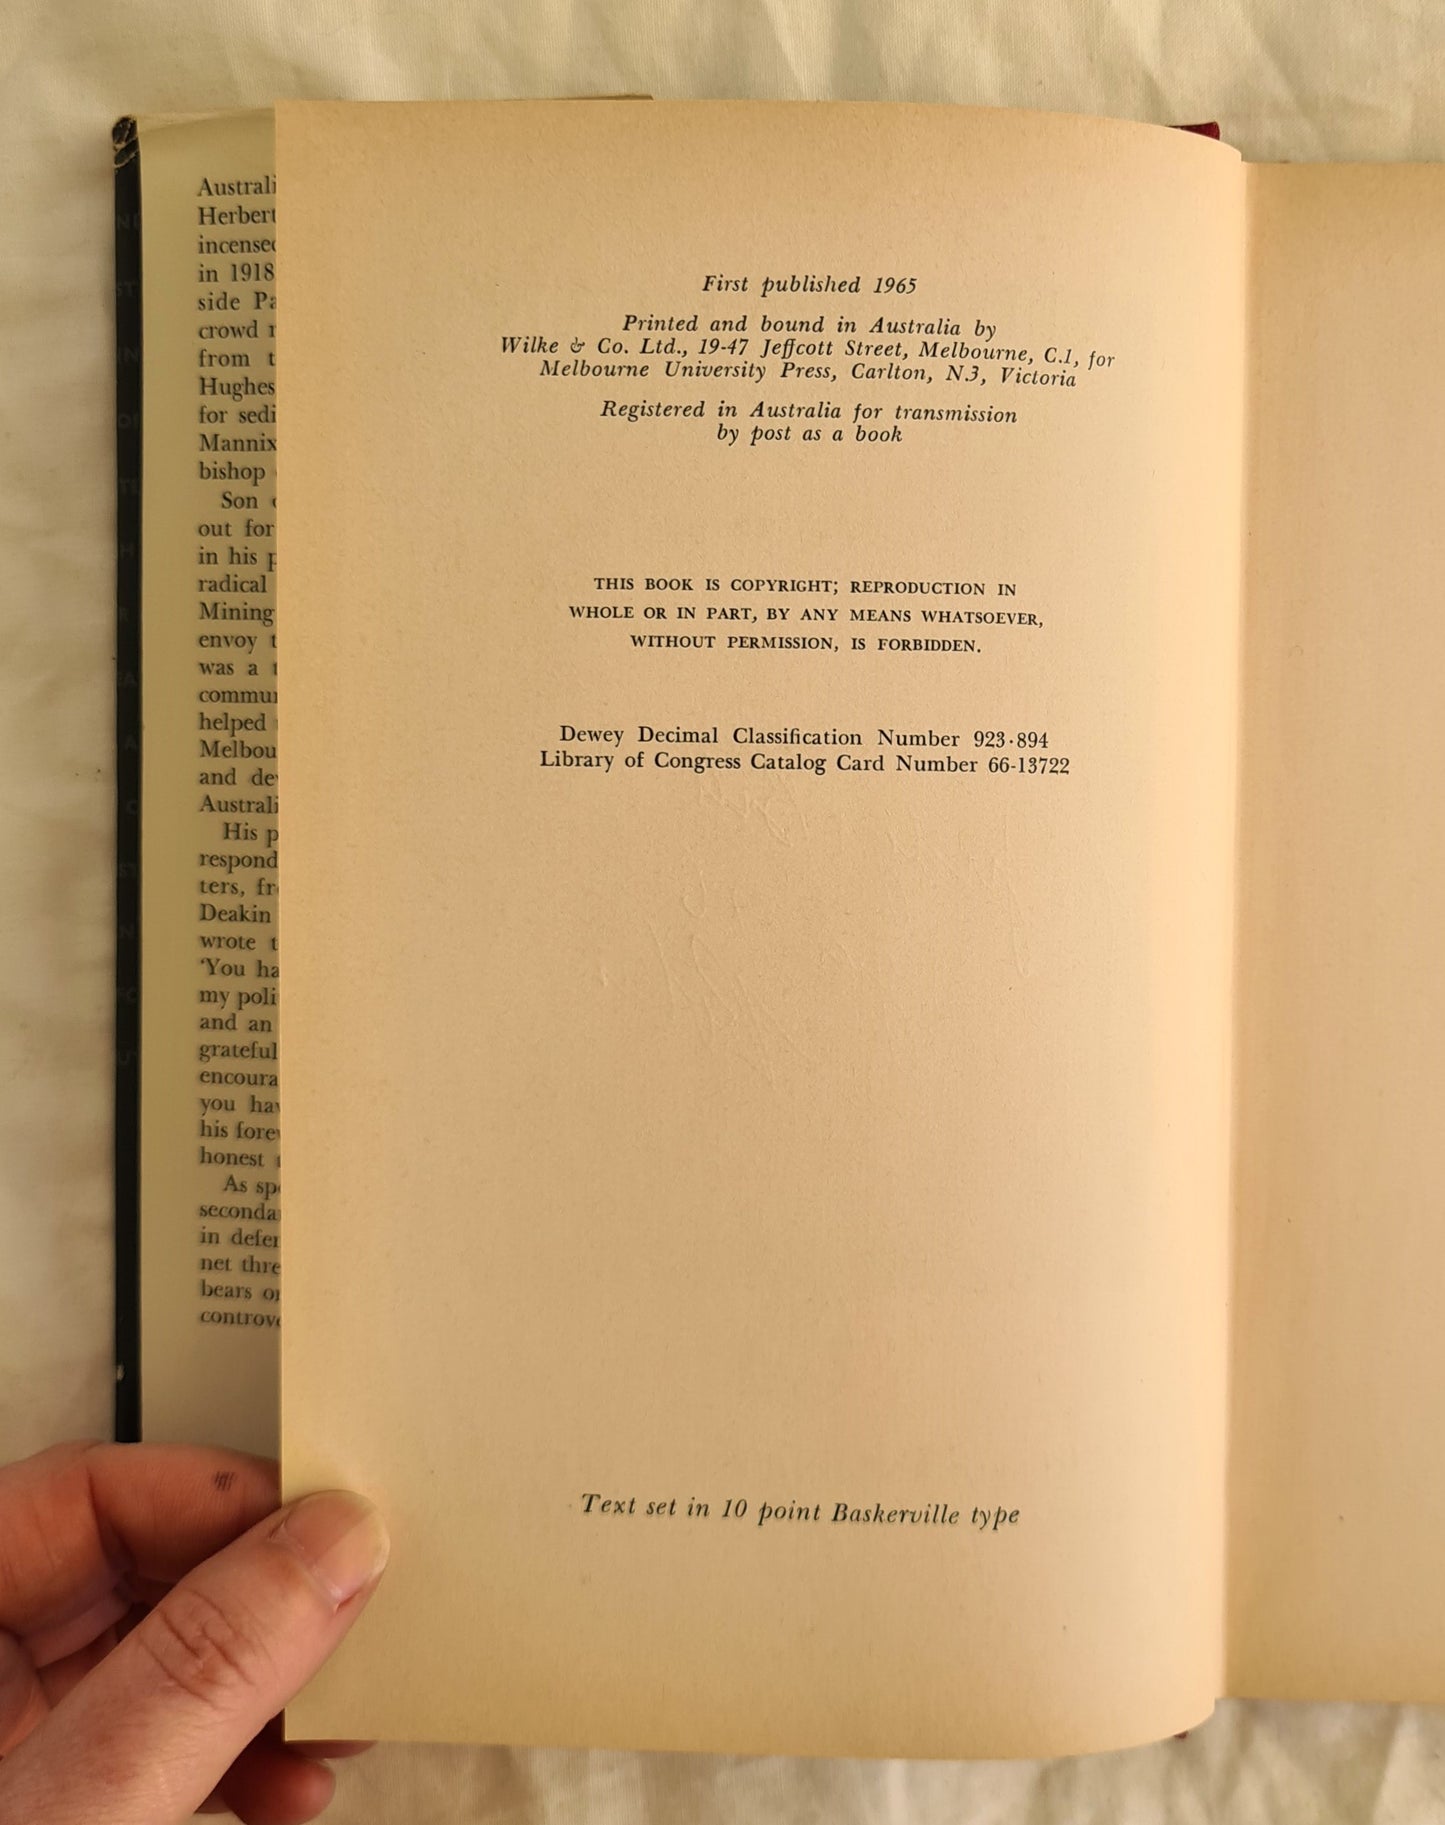 Australi
Herbert
incensed
in 1918
side Pa
crowd
from t
Hughes
for sedi
Mannix
bishop
Son
out for
in his p
radical
Mining
envoy t
was a t
commun
helped
Melbou
and de
Australi
His p
respond
ters, fr
Deakin
wrote t
‘You ha
my poli
and an
grateful
encoura
you hav
his fore
honest
As sp
seconda
in defen
net thre
bears o
controve
First published 1965
Printed and bound in Australia by
Wilke & Co. Ltd., 19-47 Jeffcott Street, Melbourne, C.1, for
Melbourne University Press, Carlton, N.3, Victoria
Registered in Australia for transmission
by post as a book
THIS BOOK IS COPYRIGHT; REPRODUCTION IN
WHOLE OR IN PART, BY ANY MEANS WHATSOEVER,
WITHOUT PERMISSION, IS FORBIDDEN.
Dewey Decimal Classification Number 923·894
Library of Congress Catalog Card Number 66-13722
Text set in 10 point Baskerville type